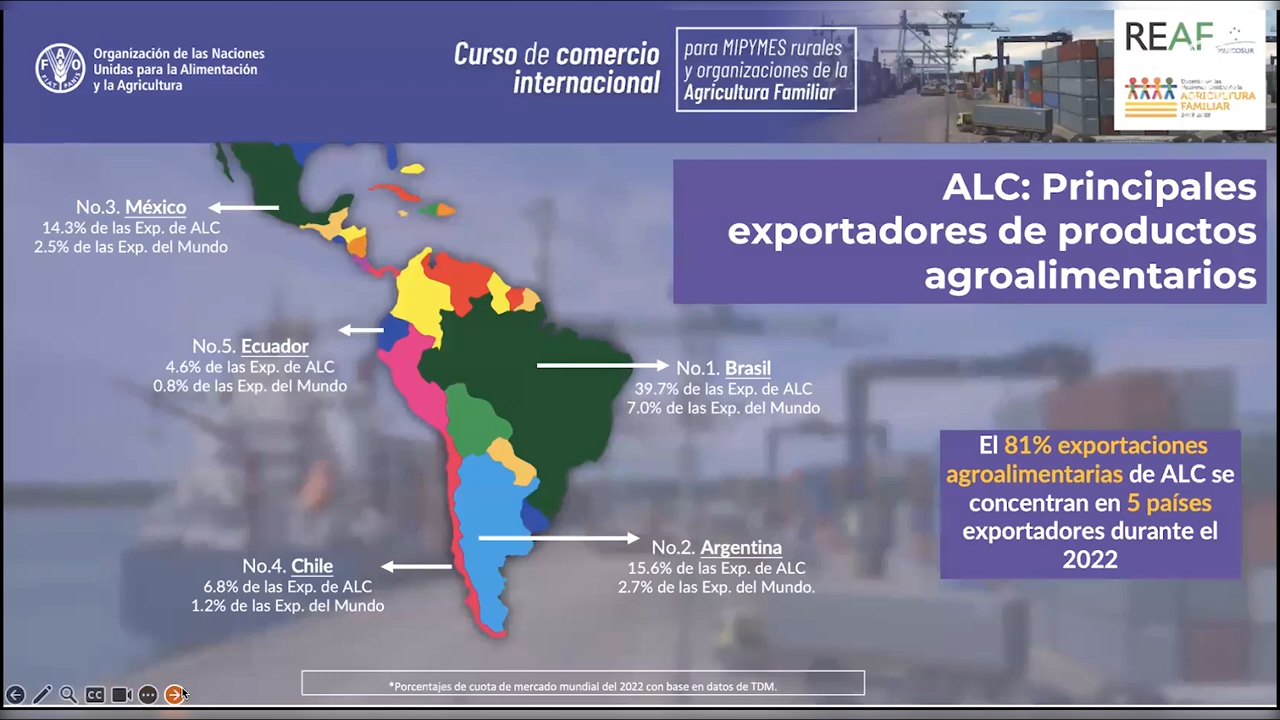 Organización de las Naciones
Unidas para la Alimentación
y la Agricultura
Curso de comercio
internacional
para MIPYMES rurales
y organizaciones de la
Agricultura Familiar
REAF
MERCOSUR
AGRICULTURA
FAMILIAR
ALC: Principales
exportadores de productos
agroalimentarios
No.3. México
14.3% de las Exp. de ALC
2.5% de las Exp. del Mundo
No.5. Ecuador
4.6% de las Exp. de ALC
0.8% de las Exp. del Mundo
No.1. Brasil
39.7% de las Exp. de ALC
7.0% de las Exp. del Mundo
El 81% exportaciones
agroalimentarias de ALC se
concentran en 5 países
exportadores durante el
2022
No.2. Argentina
15.6% de las Exp. de ALC
2.7% de las Exp. del Mundo.
No.4. Chile
6.8% de las Exp. de ALC
1.2% de las Exp. del Mundo
*Porcentajes de cuota de mercado mundial del 2022 con base en datos de TDM.
CC